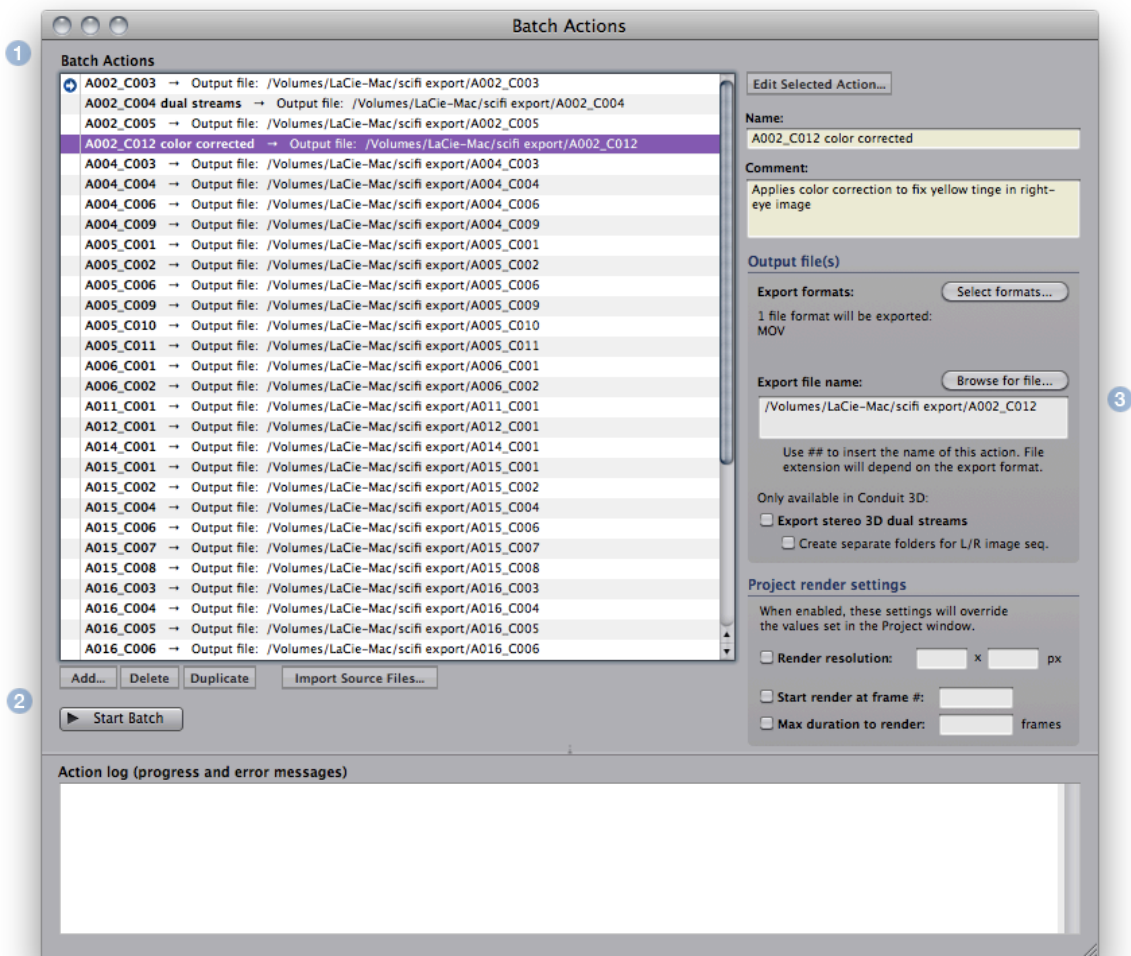 Batch Actions
1
Batch Actions
A002_C003 → Output file: /Volumes/LaCie-Mac/scifi export/A002_C003
A002_C004 dual streams → Output file: /Volumes/LaCie-Mac/scifi export/A002_C004
A002_C005 → Output file: /Volumes/LaCie-Mac/scifi export/A002_C005
A002_C012 color corrected → Output file: /Volumes/LaCie-Mac/scifi export/A002_C012
A004_C003 → Output file: /Volumes/LaCie-Mac/scifi export/A004_C003
A004_C004 → Output file: /Volumes/LaCie-Mac/scifi export/A004_C004
A004_C006 → Output file: /Volumes/LaCie-Mac/scifi export/A004_C006
A004_C009 → Output file: /Volumes/LaCie-Mac/scifi export/A004_C009
A005_C001 → Output file: /Volumes/LaCie-Mac/scifi export/A005_C001
A005_C002 → Output file: /Volumes/LaCie-Mac/scifi export/A005_C002
A005_C006 → Output file: /Volumes/LaCie-Mac/scifi export/A005_C006
A005_C009 → Output file: /Volumes/LaCie-Mac/scifi export/A005_C009
A005_C010 → Output file: /Volumes/LaCie-Mac/scifi export/A005_C010
A005_C011 → Output file: /Volumes/LaCie-Mac/scifi export/A005_C011
A006_C001 → Output file: /Volumes/LaCie-Mac/scifi export/A006_C001
A006_C002 → Output file: /Volumes/LaCie-Mac/scifi export/A006_C002
A011_C001 → Output file: /Volumes/LaCie-Mac/scifi export/A011_C001
A012_C001 → Output file: /Volumes/LaCie-Mac/scifi export/A012_C001
A014_C001 → Output file: /Volumes/LaCie-Mac/scifi export/A014_C001
A015_C001 → Output file: /Volumes/LaCie-Mac/scifi export/A015_C001
A015_C002 → Output file: /Volumes/LaCie-Mac/scifi export/A015_C002
A015_C004 → Output file: /Volumes/LaCie-Mac/scifi export/A015_C004
A015_C006 → Output file: /Volumes/LaCie-Mac/scifi export/A015_C006
A015_C007 → Output file: /Volumes/LaCie-Mac/scifi export/A015_C007
A015_C008 → Output file: /Volumes/LaCie-Mac/scifi export/A015_C008
A016_C003 → Output file: /Volumes/LaCie-Mac/scifi export/A016_C003
A016_C004 → Output file: /Volumes/LaCie-Mac/scifi export/A016_C004
A016_C005 → Output file: /Volumes/LaCie-Mac/scifi export/A016_C005
A016_C006 → Output file: /Volumes/LaCie-Mac/scifi export/A016_C006
Add... Delete Duplicate Import Source Files...
2
Start Batch
Edit Selected Action...
Name:
A002_C012 color corrected
Comment:
Applies color correction to fix yellow tinge in right-
eye image
Output file(s)
Export formats: Select formats...
1 file format will be exported:
MOV
Export file name: Browse for file...
3
/Volumes/LaCie-Mac/scifi export/A002_C012
Use ## to insert the name of this action. File
extension will depend on the export format.
Only available in Conduit 3D:
Export stereo 3D dual streams
Create separate folders for L/R image seq.
Project render settings
When enabled, these settings will override
the values set in the Project window.
Render resolution: x px
Start render at frame #:
Max duration to render: frames
Action log (progress and error messages)